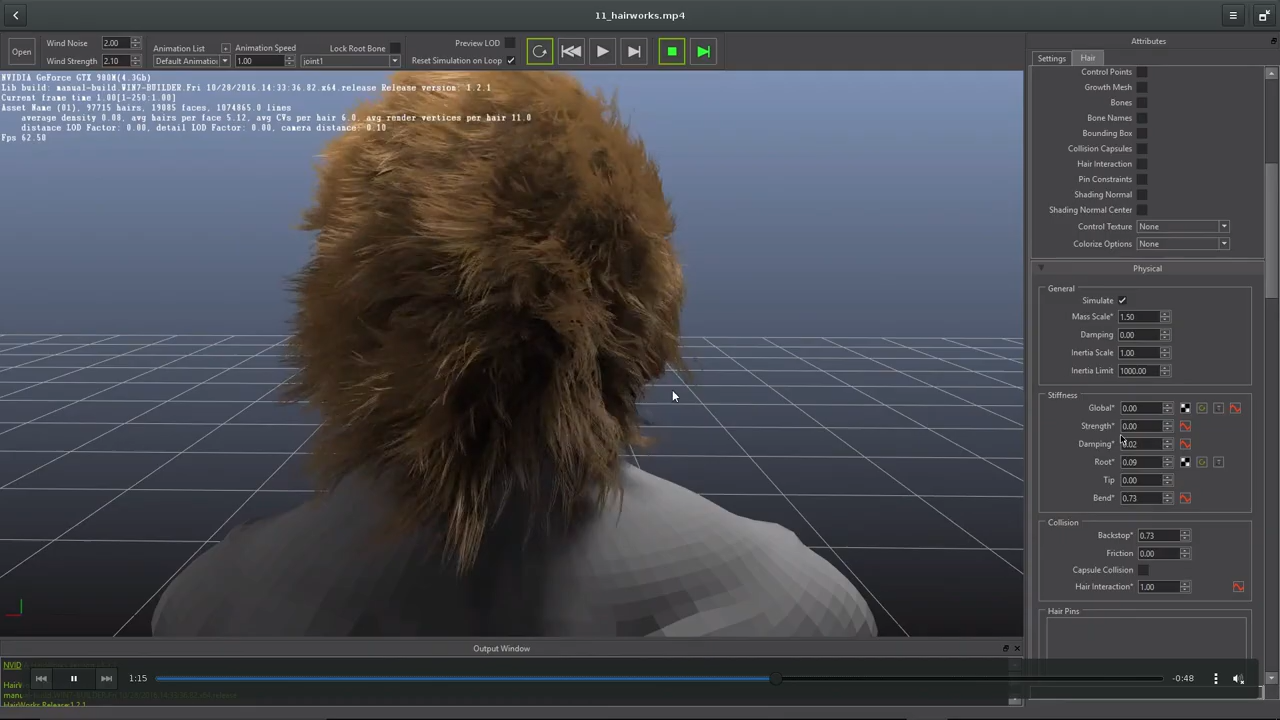 11_hairworks.mp4
Open
Wind Noise 2.00
Wind Strength 2.10
Animation List
Default Animation
Animation Speed
1.00
Lock Root Bone
joint1
Preview LOD
Reset Simulation on Loop
NVIDIA GeForce GTX 980M(4.3Gb)
Lib build: manual-build.WIN7-BUILDER.Fri 10/28/2016.14:33:36.82.x64.release Release version: 1.2.1
Current frame time 1.00[1-250:1.00]
Asset Name (01), 97715 hairs, 19085 faces, 1074865.0 lines
average density 0.00, avg hairs per face 5.12, avg CVs per hair 6.0, avg render vertices per hair 11.0
distance LOD Factor: 0.00, detail LOD Factor: 0.00, camera distance: 0.10
Fps 62.50
Attributes
Settings Hair
Control Points
Growth Mesh
Bones
Bone Names
Bounding Box
Collision Capsules
Hair Interaction
Pin Constraints
Shading Normal
Shading Normal Center
Control Texture None
Colorize Options None
Physical
General
Simulate
Mass Scale* 1.50
Damping 0.00
Inertia Scale 1.00
Inertia Limit 1000.00
Stiffness
Global* 0.00
Strength* 0.00
Damping* 0.02
Root* 0.09
Tip 0.00
Bend* 0.73
Collision
Backstop* 0.73
Friction 0.00
Capsule Collision
Hair Interaction* 1.00
Hair Pins
Output Window
NVID
1:15
-0:48
HairWorks Release:1.2.1